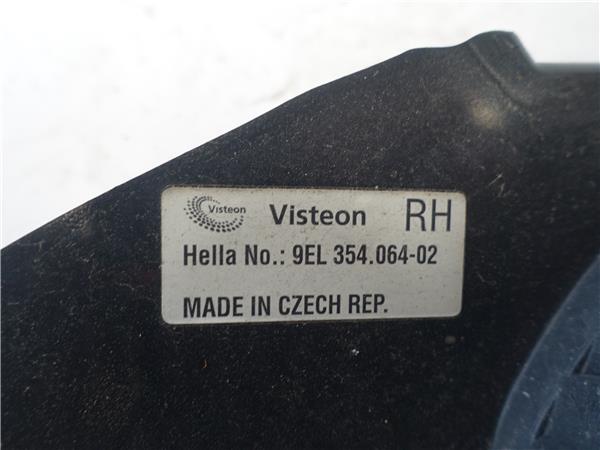 Visteon Visteon RH
Hella No.: 9EL 354.064-02
MADE IN CZECH REP.